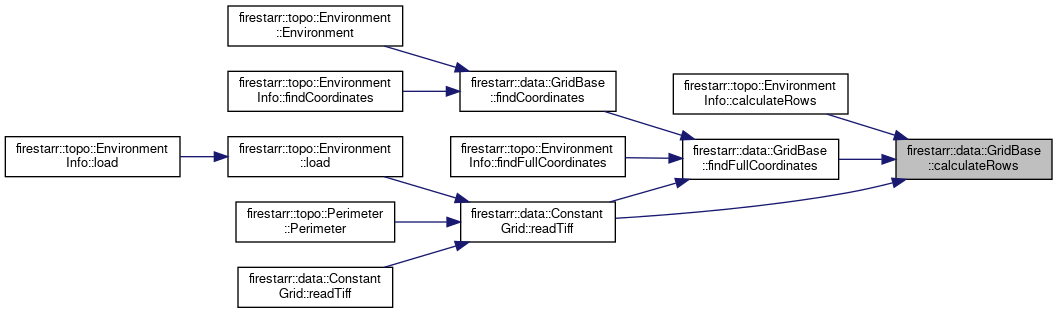 firestarr::topo::Environment
::Environment
firestarr::topo::Environment
Info::findCoordinates
firestarr::data::GridBase
::findCoordinates
firestarr::topo::Environment
Info::calculateRows
firestarr::topo::Environment
Info::load
firestarr::topo::Environment
::load
firestarr::topo::Environment
Info::findFullCoordinates
firestarr::data::GridBase
::findFullCoordinates
firestarr::data::GridBase
::calculateRows
firestarr::topo::Perimeter
::Perimeter
firestarr::data::Constant
Grid::readTiff
firestarr::data::Constant
Grid::readTiff